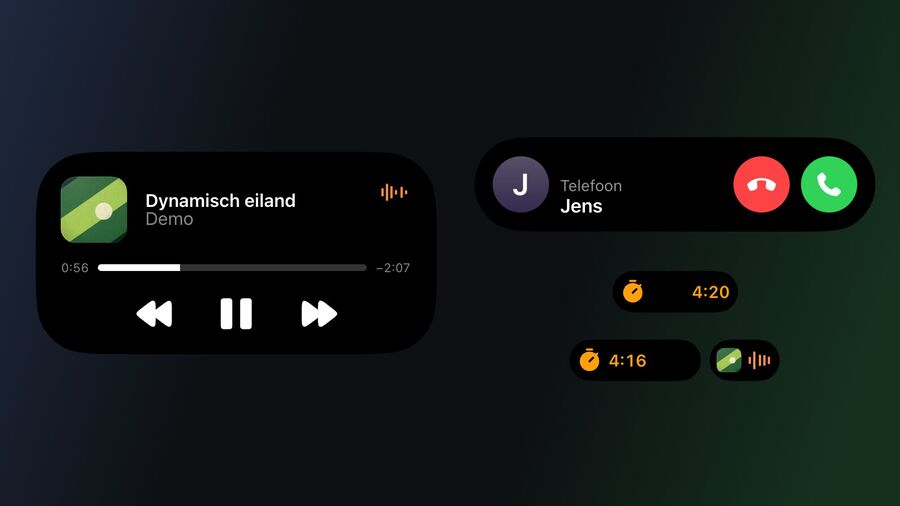 Dynamisch eiland
Demo
0:56
−2:07
J
Telefoon
Jens
4:20
4:16